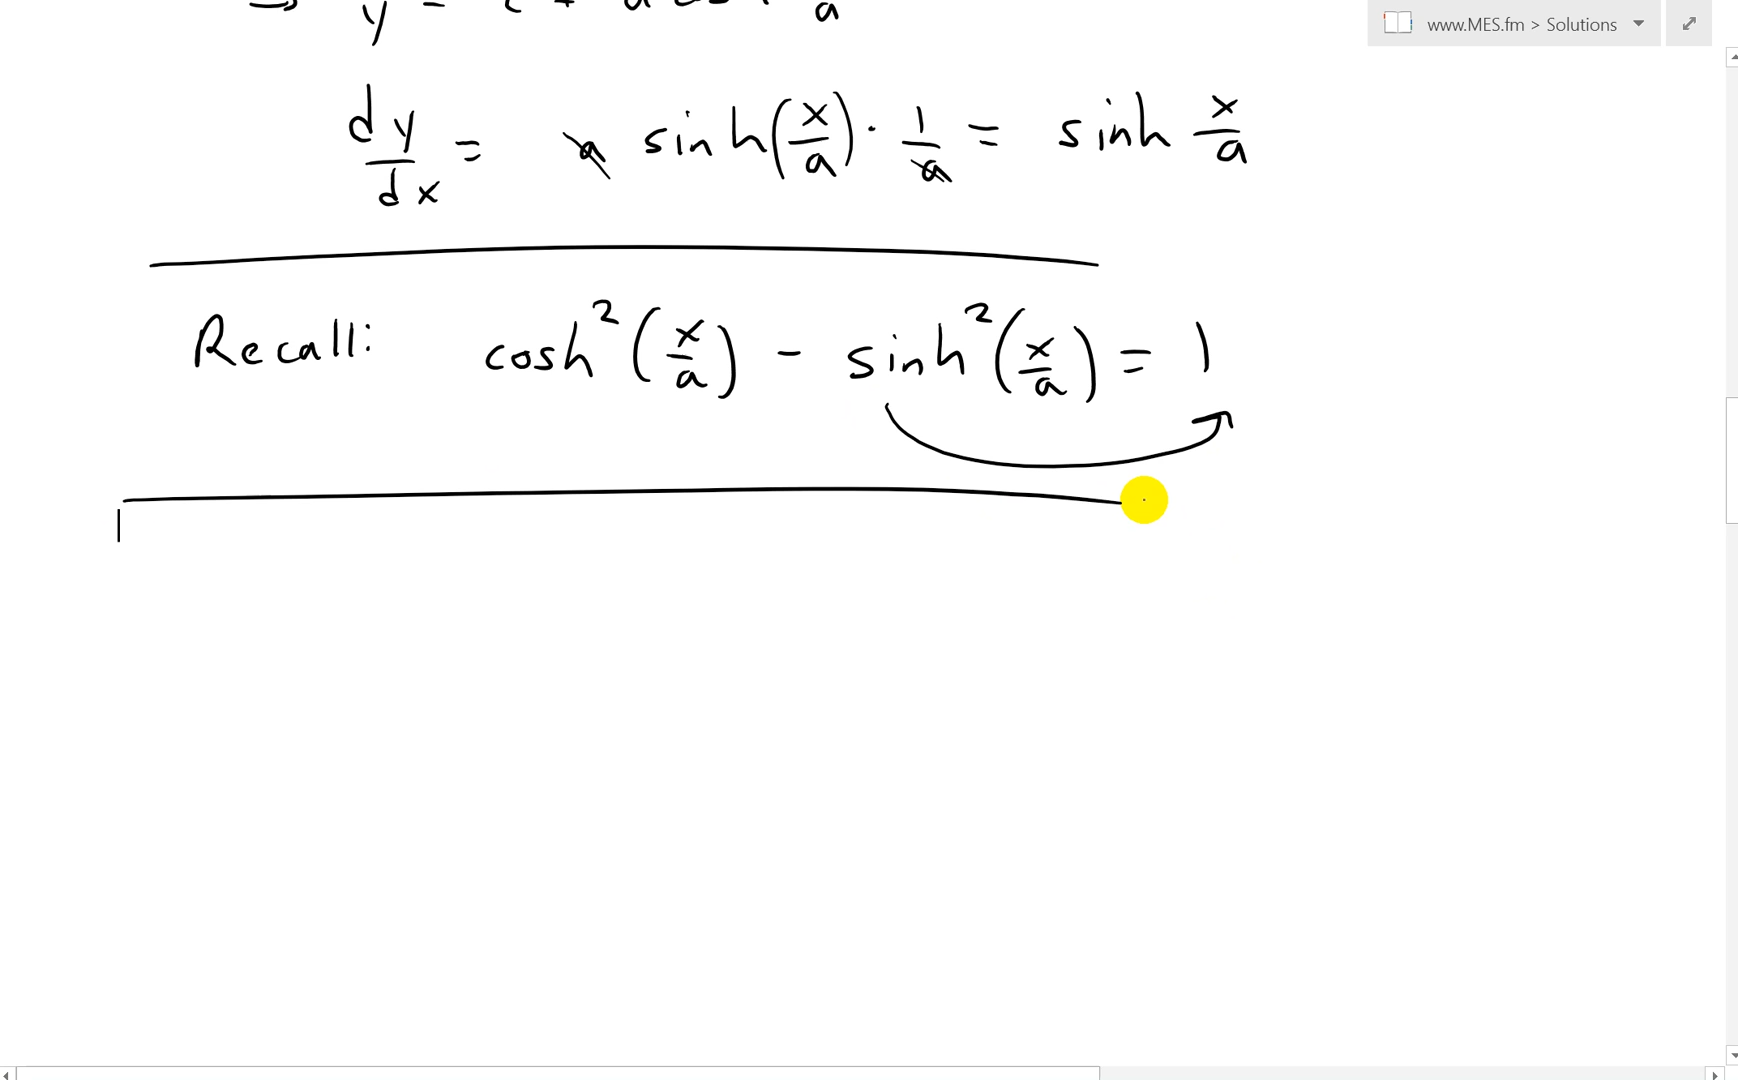 www.MES.fm > Solutions
dy/dx = a sinh(x/a) · 1/a = sinh x/a
Recall: cosh²(x/a) - sinh²(x/a) = 1